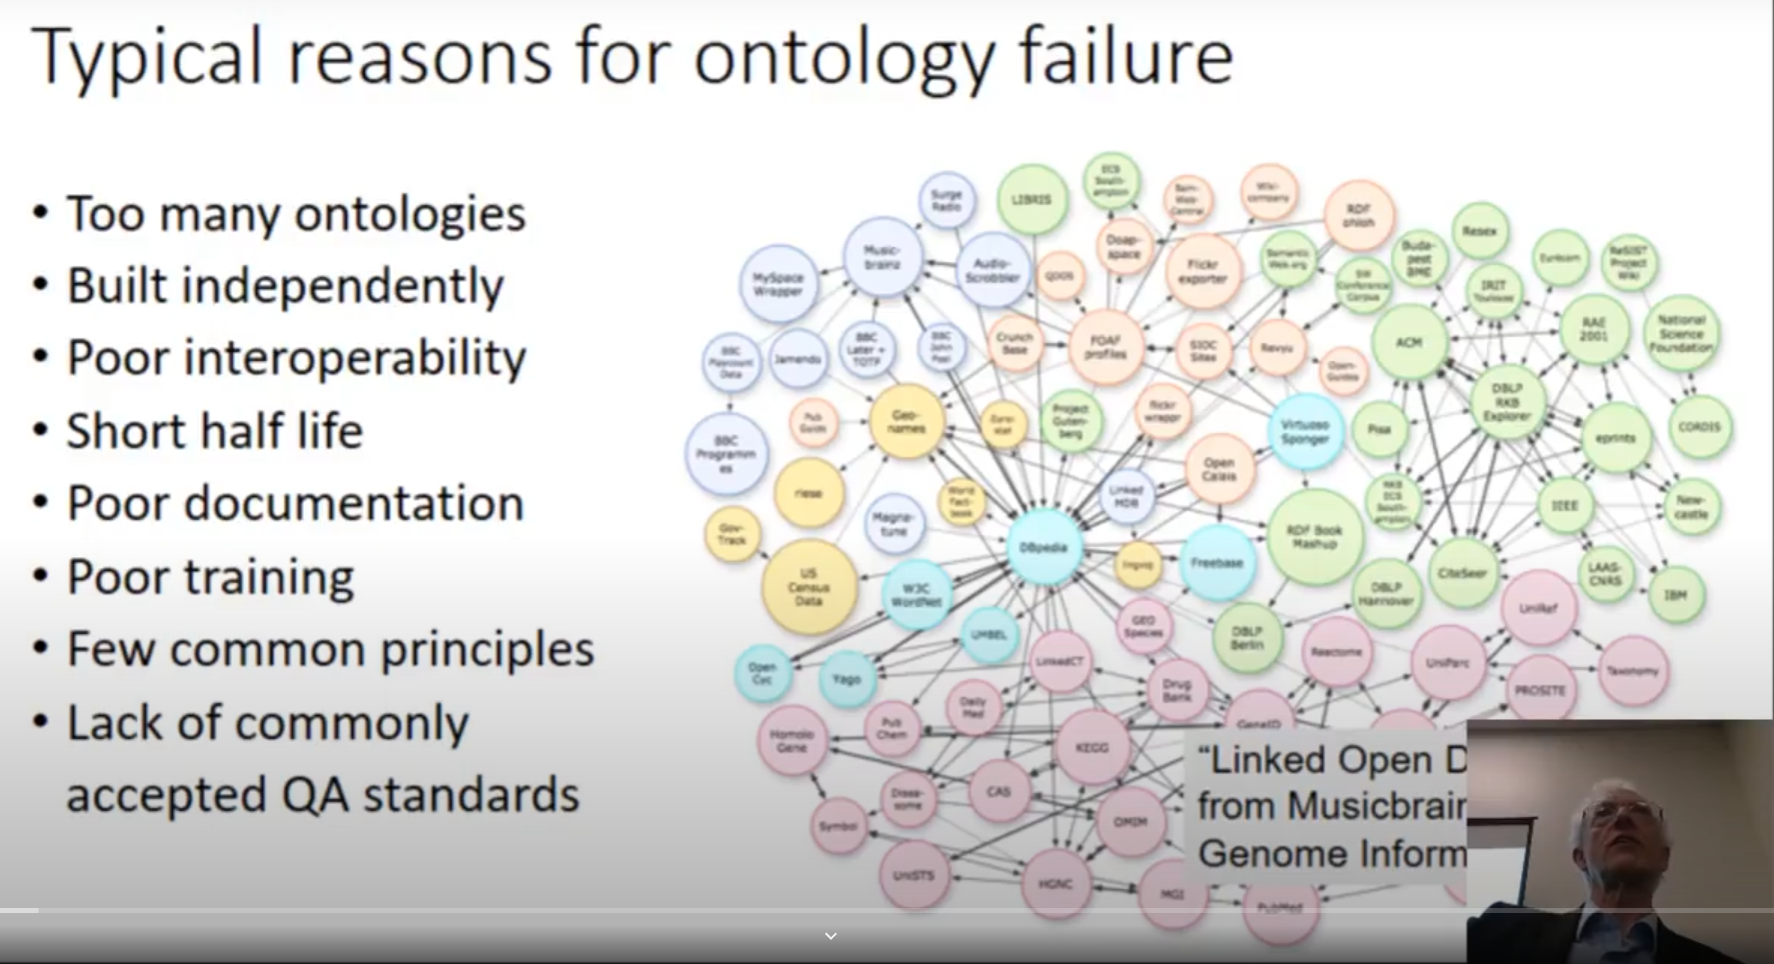 Typical reasons for ontology failure
• Too many ontologies
• Built independently
• Poor interoperability
• Short half life
• Poor documentation
• Poor training
• Few common principles
• Lack of commonly
accepted QA standards
Surge
Radio
LIBRIS
ECS
South-
ampton
Sem-
Web-
Central
Wiki-
company
RDF
ohloh
Music-
brainz
Audio-
Scrobbler
MySpace
Wrapper
QDOS
Doap-
space
Flickr
exporter
Semantic
Web.org
SW
Conference
Corpus
Buda-
pest
BME
Resex
IRIT
Toulouse
Eurécom
ReSIST
Project
Wiki
BBC
Playcount
Data
Jamendo
BBC
Later +
TOTP
BBC
John
Peel
Crunch
Base
FOAF
profiles
SIOC
Sites
Revyu
Open-
Guides
ACM
RAE
2001
National
Science
Foundation
BBC
Programm
es
Pub
Guide
Geo-
names
Euro-
stat
Project
Guten-
berg
flickr
wrappr
Virtuoso
Sponger
Pisa
DBLP
RKB
Explorer
eprints
CORDIS
riese
World
Fact-
book
Magna-
tune
Linked
MDB
Open
Calais
RKB
ECS
South-
ampton
IEEE
New-
castle
Gov-
Track
US
Census
Data
W3C
WordNet
DBpedia
lingvoj
Freebase
RDF Book
Mashup
DBLP
Hannover
CiteSeer
LAAS-
CNRS
IBM
Open
Cyc
Yago
UMBEL
LinkedCT
GEO
Species
DBLP
Berlin
Reactome
UniParc
UniRef
Taxonomy
PROSITE
Daily
Med
Drug
Bank
GeneID
Pub
Chem
Homolo
Gene
KEGG
CAS
OMIM
Symbol
UniSTS
HGNC
MGI
PubMed
“Linked Open D
from Musicbrain
Genome Inform